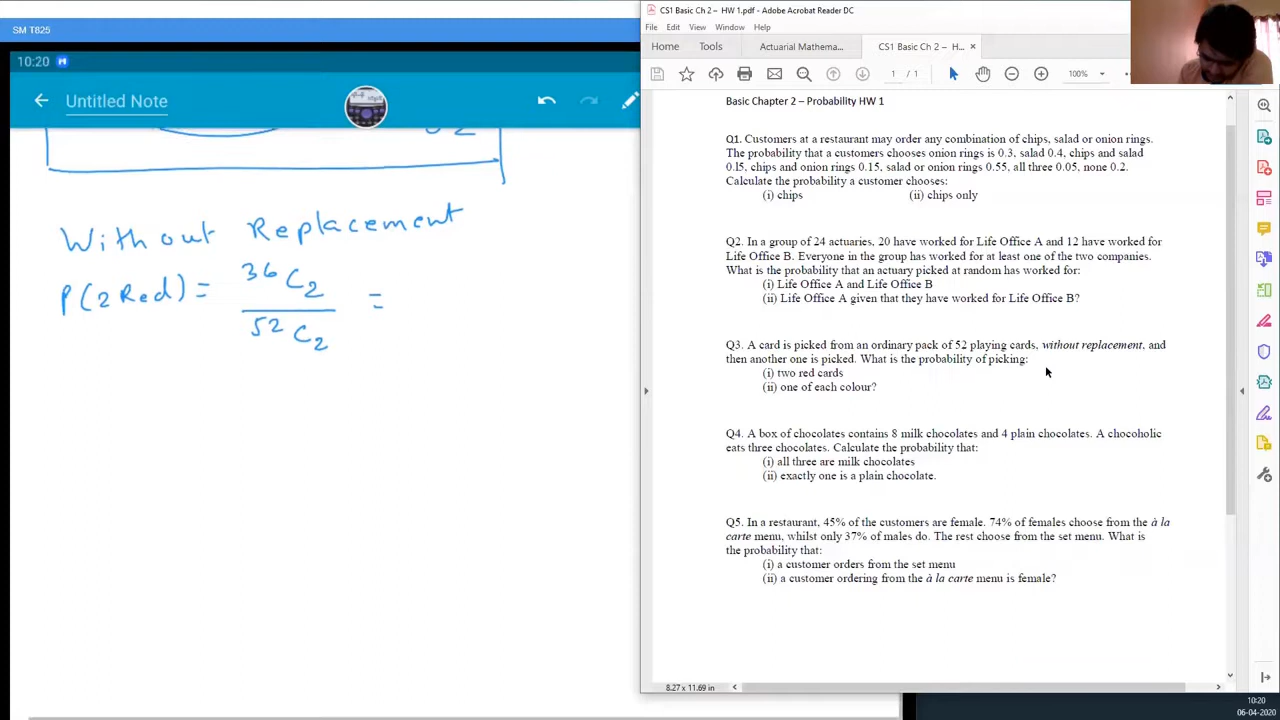 SM T825
10:20
Untitled Note
0 2
Without Replacement
P(2 Red) = 36C2 / 52C2 =
CS1 Basic Ch 2 – HW 1.pdf - Adobe Acrobat Reader DC
File Edit View Window Help
Home Tools Actuarial Mathema... CS1 Basic Ch 2 – H... ×
1 / 1 100%
Basic Chapter 2 – Probability HW 1
Q1. Customers at a restaurant may order any combination of chips, salad or onion rings.
The probability that a customers chooses onion rings is 0.3, salad 0.4, chips and salad
0.l5, chips and onion rings 0.15, salad or onion rings 0.55, all three 0.05, none 0.2.
Calculate the probability a customer chooses:
(i) chips (ii) chips only
Q2. In a group of 24 actuaries, 20 have worked for Life Office A and 12 have worked for
Life Office B. Everyone in the group has worked for at least one of the two companies.
What is the probability that an actuary picked at random has worked for:
(i) Life Office A and Life Office B
(ii) Life Office A given that they have worked for Life Office B?
Q3. A card is picked from an ordinary pack of 52 playing cards, without replacement, and
then another one is picked. What is the probability of picking:
(i) two red cards
(ii) one of each colour?
Q4. A box of chocolates contains 8 milk chocolates and 4 plain chocolates. A chocoholic
eats three chocolates. Calculate the probability that:
(i) all three are milk chocolates
(ii) exactly one is a plain chocolate.
Q5. In a restaurant, 45% of the customers are female. 74% of females choose from the à la
carte menu, whilst only 37% of males do. The rest choose from the set menu. What is
the probability that:
(i) a customer orders from the set menu
(ii) a customer ordering from the à la carte menu is female?
8.27 x 11.69 in
10:20
06-04-2020